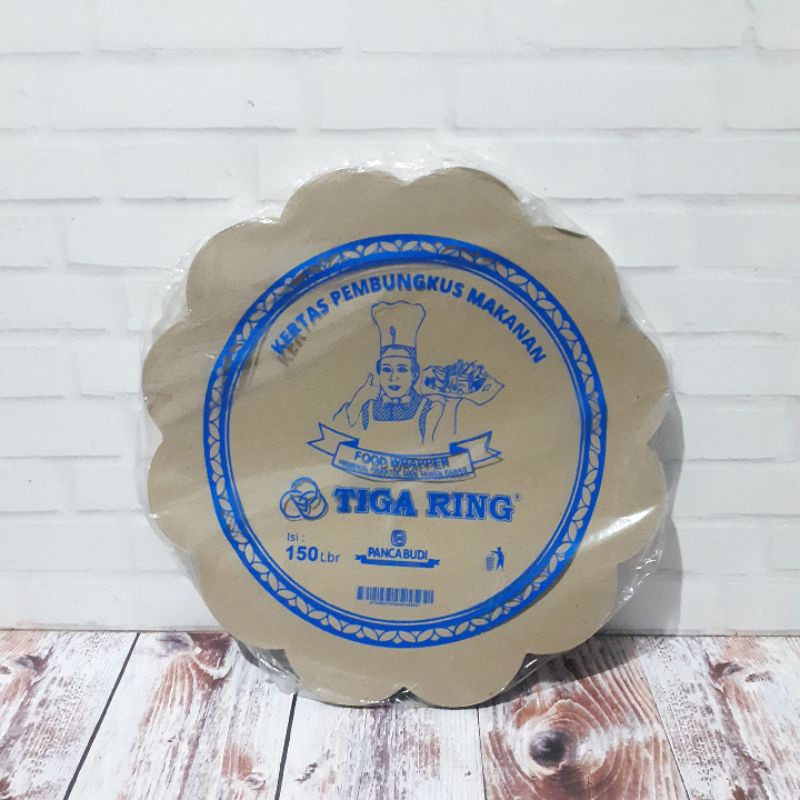 KERTAS PEMBUNGKUS MAKANAN
FOOD WRAPPER
TIGA RING®
Isi :
150 Lbr
PANCA BUDI